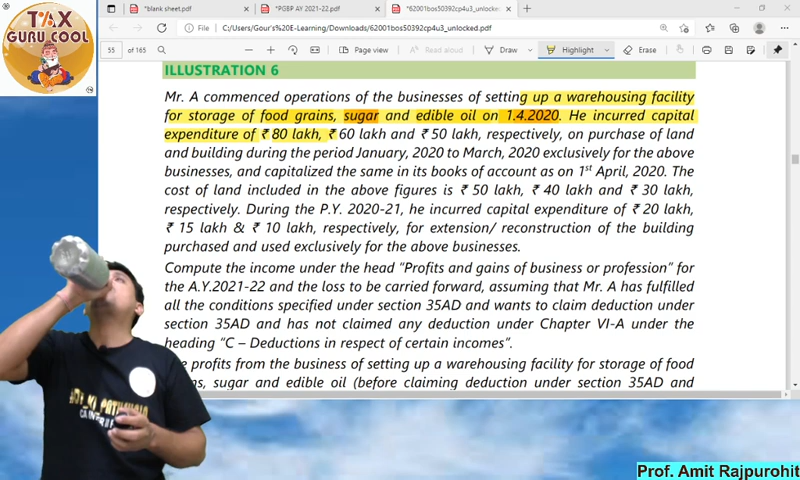 TAX
GURU COOL
*blank sheet.pdf
*PGBP AY 2021-22.pdf
*62001bos50392cp4u3_unlocked.pdf
File
C:/Users/Gour's%20E-Learning/Downloads/62001bos50392cp4u3_unlocked.pdf
55 of 165
Page view
Read aloud
Draw
Highlight
Erase
ILLUSTRATION 6
Mr. A commenced operations of the businesses of setting up a warehousing facility
for storage of food grains, sugar and edible oil on 1.4.2020. He incurred capital
expenditure of ₹ 80 lakh, ₹ 60 lakh and ₹ 50 lakh, respectively, on purchase of land
and building during the period January, 2020 to March, 2020 exclusively for the above
businesses, and capitalized the same in its books of account as on 1st April, 2020. The
cost of land included in the above figures is ₹ 50 lakh, ₹ 40 lakh and ₹ 30 lakh,
respectively. During the P.Y. 2020-21, he incurred capital expenditure of ₹ 20 lakh,
₹ 15 lakh & ₹ 10 lakh, respectively, for extension/ reconstruction of the building
purchased and used exclusively for the above businesses.
Compute the income under the head "Profits and gains of business or profession" for
the A.Y.2021-22 and the loss to be carried forward, assuming that Mr. A has fulfilled
all the conditions specified under section 35AD and wants to claim deduction under
section 35AD and has not claimed any deduction under Chapter VI-A under the
heading "C – Deductions in respect of certain incomes".
profits from the business of setting up a warehousing facility for storage of food
sugar and edible oil (before claiming deduction under section 35AD and
Prof. Amit Rajpurohit